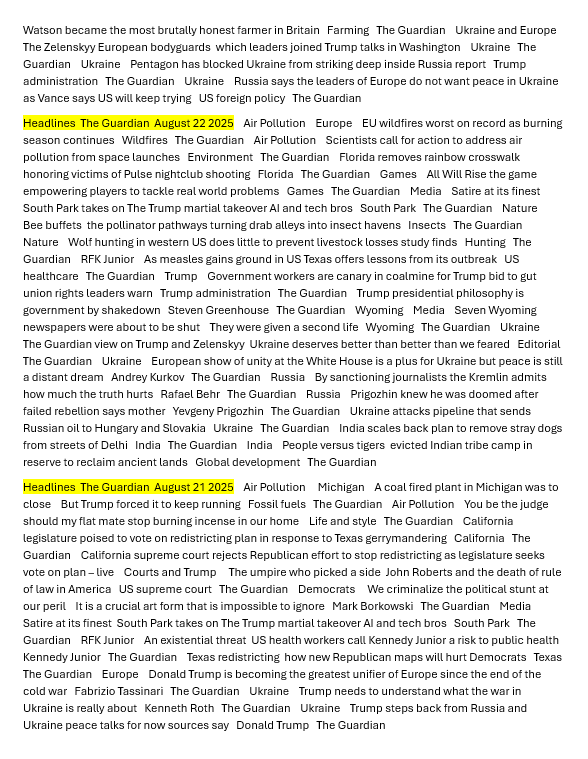 Watson became the most brutally honest farmer in Britain Farming The Guardian Ukraine and Europe
The Zelenskyy European bodyguards which leaders joined Trump talks in Washington Ukraine The
Guardian Ukraine Pentagon has blocked Ukraine from striking deep inside Russia report Trump
administration The Guardian Ukraine Russia says the leaders of Europe do not want peace in Ukraine
as Vance says US will keep trying US foreign policy The Guardian
Headlines The Guardian August 22 2025 Air Pollution Europe EU wildfires worst on record as burning
season continues Wildfires The Guardian Air Pollution Scientists call for action to address air
pollution from space launches Environment The Guardian Florida removes rainbow crosswalk
honoring victims of Pulse nightclub shooting Florida The Guardian Games All Will Rise the game
empowering players to tackle real world problems Games The Guardian Media Satire at its finest
South Park takes on The Trump martial takeover AI and tech bros South Park The Guardian Nature
Bee buffets the pollinator pathways turning drab alleys into insect havens Insects The Guardian
Nature Wolf hunting in western US does little to prevent livestock losses study finds Hunting The
Guardian RFK Junior As measles gains ground in US Texas offers lessons from its outbreak US
healthcare The Guardian Trump Government workers are canary in coalmine for Trump bid to gut
union rights leaders warn Trump administration The Guardian Trump presidential philosophy is
government by shakedown Steven Greenhouse The Guardian Wyoming Media Seven Wyoming
newspapers were about to be shut They were given a second life Wyoming The Guardian Ukraine
The Guardian view on Trump and Zelenskyy Ukraine deserves better than better than we feared Editorial
The Guardian Ukraine European show of unity at the White House is a plus for Ukraine but peace is still
a distant dream Andrey Kurkov The Guardian Russia By sanctioning journalists the Kremlin admits
how much the truth hurts Rafael Behr The Guardian Russia Prigozhin knew he was doomed after
failed rebellion says mother Yevgeny Prigozhin The Guardian Ukraine attacks pipeline that sends
Russian oil to Hungary and Slovakia Ukraine The Guardian India scales back plan to remove stray dogs
from streets of Delhi India The Guardian India People versus tigers evicted Indian tribe camp in
reserve to reclaim ancient lands Global development The Guardian
Headlines The Guardian August 21 2025 Air Pollution Michigan A coal fired plant in Michigan was to
close But Trump forced it to keep running Fossil fuels The Guardian Air Pollution You be the judge
should my flat mate stop burning incense in our home Life and style The Guardian California
legislature poised to vote on redistricting plan in response to Texas gerrymandering California The
Guardian California supreme court rejects Republican effort to stop redistricting as legislature seeks
vote on plan – live Courts and Trump The umpire who picked a side John Roberts and the death of rule
of law in America US supreme court The Guardian Democrats We criminalize the political stunt at
our peril It is a crucial art form that is impossible to ignore Mark Borkowski The Guardian Media
Satire at its finest South Park takes on The Trump martial takeover AI and tech bros South Park The
Guardian RFK Junior An existential threat US health workers call Kennedy Junior a risk to public health
Kennedy Junior The Guardian Texas redistricting how new Republican maps will hurt Democrats Texas
The Guardian Europe Donald Trump is becoming the greatest unifier of Europe since the end of the
cold war Fabrizio Tassinari The Guardian Ukraine Trump needs to understand what the war in
Ukraine is really about Kenneth Roth The Guardian Ukraine Trump steps back from Russia and
Ukraine peace talks for now sources say Donald Trump The Guardian